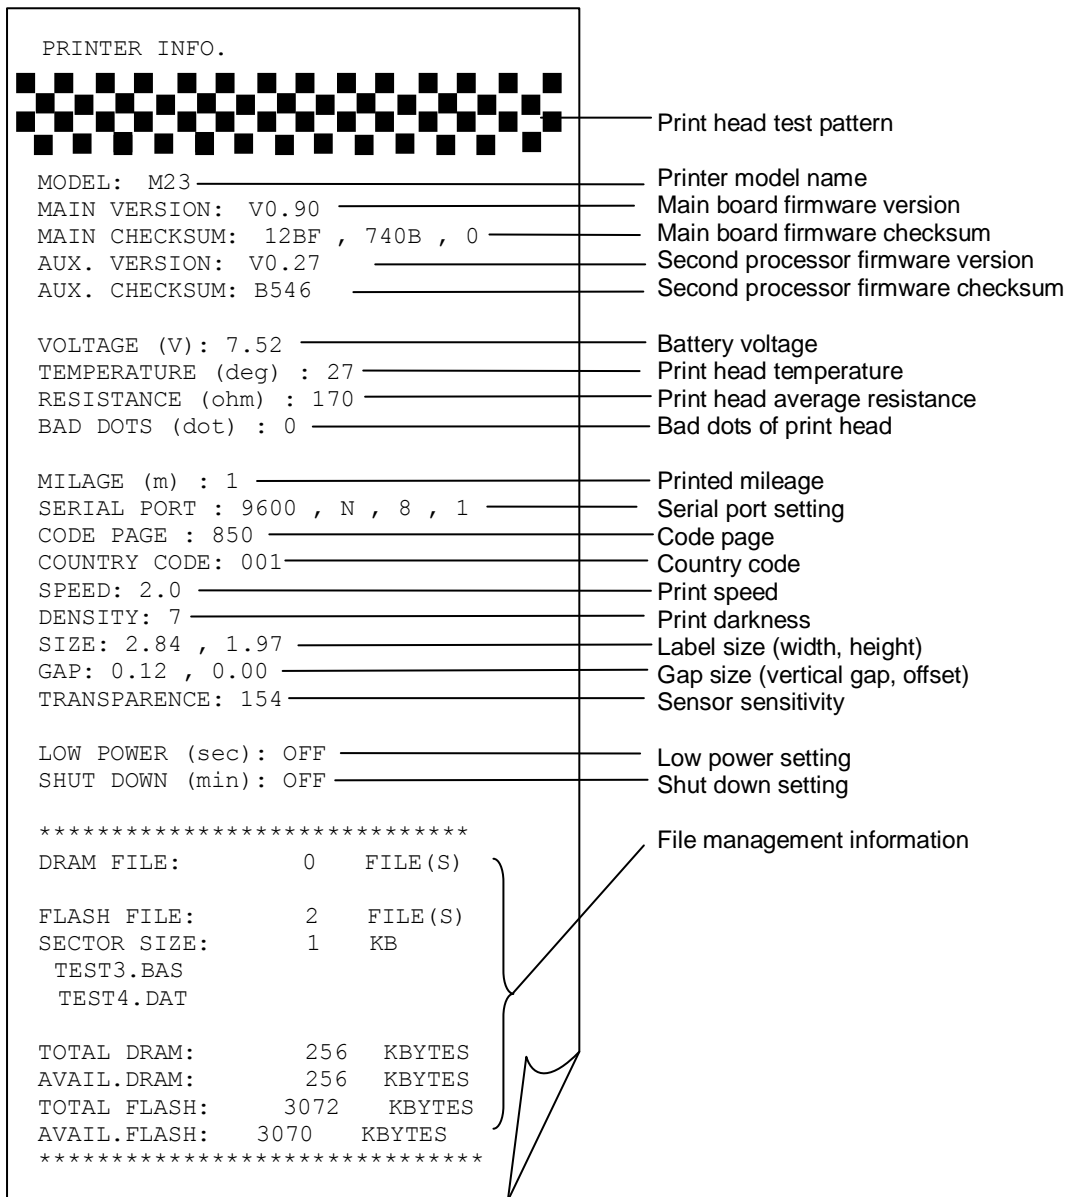 PRINTER INFO.
Print head test pattern
MODEL: M23 Printer model name
MAIN VERSION: V0.90 Main board firmware version
MAIN CHECKSUM: 12BF , 740B , 0 Main board firmware checksum
AUX. VERSION: V0.27 Second processor firmware version
AUX. CHECKSUM: B546 Second processor firmware checksum
VOLTAGE (V): 7.52 Battery voltage
TEMPERATURE (deg) : 27 Print head temperature
RESISTANCE (ohm) : 170 Print head average resistance
BAD DOTS (dot) : 0 Bad dots of print head
MILAGE (m) : 1 Printed mileage
SERIAL PORT : 9600 , N , 8 , 1 Serial port setting
CODE PAGE : 850 Code page
COUNTRY CODE: 001 Country code
SPEED: 2.0 Print speed
DENSITY: 7 Print darkness
SIZE: 2.84 , 1.97 Label size (width, height)
GAP: 0.12 , 0.00 Gap size (vertical gap, offset)
TRANSPARENCE: 154 Sensor sensitivity
LOW POWER (sec): OFF Low power setting
SHUT DOWN (min): OFF Shut down setting
******************************
File management information
DRAM FILE: 0 FILE(S)
FLASH FILE: 2 FILE(S)
SECTOR SIZE: 1 KB
TEST3.BAS
TEST4.DAT
TOTAL DRAM: 256 KBYTES
AVAIL.DRAM: 256 KBYTES
TOTAL FLASH: 3072 KBYTES
AVAIL.FLASH: 3070 KBYTES
*******************************